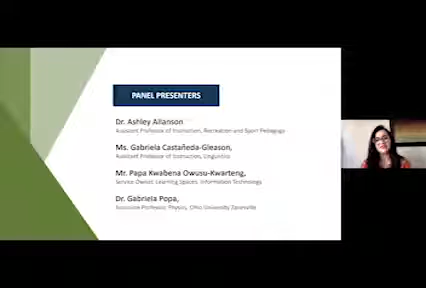 PANEL PRESENTERS
Dr. Ashley Allanson
Assistant Professor of Instruction, Recreation and Sport Pedagogy
Ms. Gabriela Castañeda-Gleason,
Assistant Professor of Instruction, Linguistics
Mr. Papa Kwabena Owusu-Kwarteng,
Service Owner, Learning Spaces, Information Technology
Dr. Gabriela Popa,
Associate Professor Physics, Ohio University Zanesville